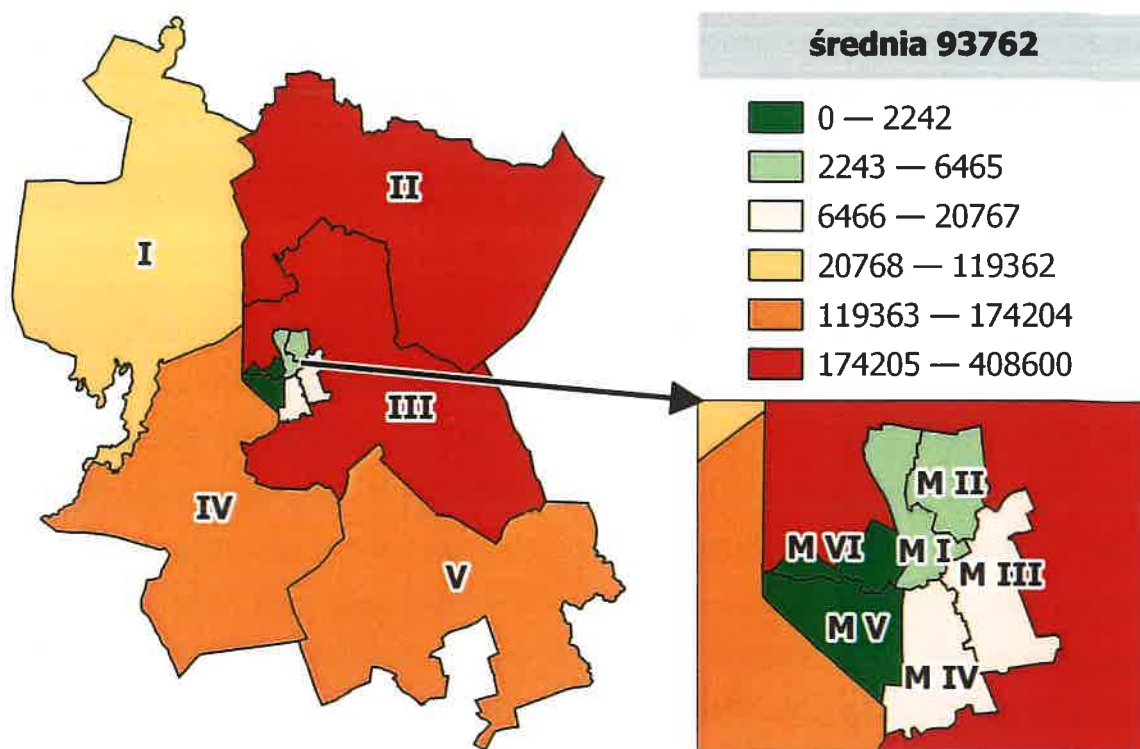 średnia 93762
0 — 2242
2243 — 6465
6466 — 20767
20768 — 119362
119363 — 174204
174205 — 408600
I
II
III
IV
V
M II
M VI
M I
M III
M V
M IV